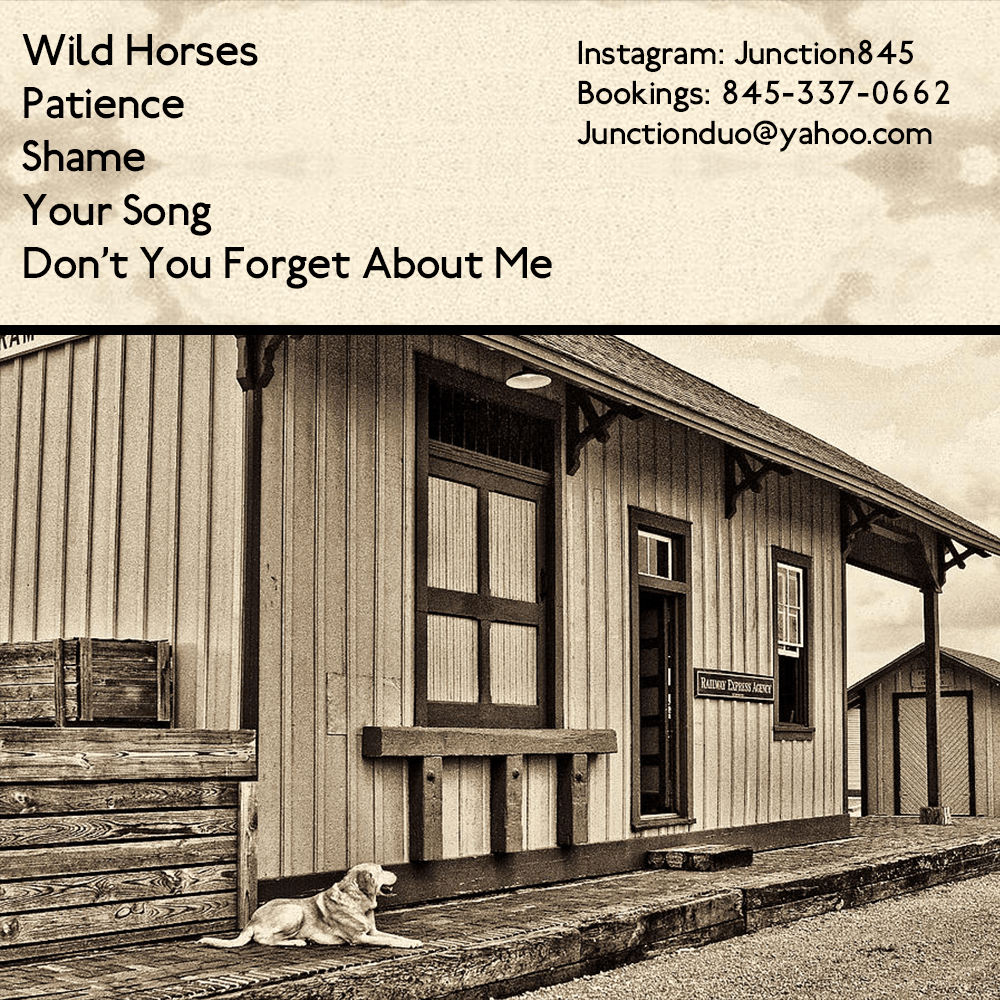 Wild Horses
Patience
Shame
Your Song
Don't You Forget About Me
Instagram: Junction845
Bookings: 845-337-0662
Junctionduo@yahoo.com
RAILWAY EXPRESS AGENCY